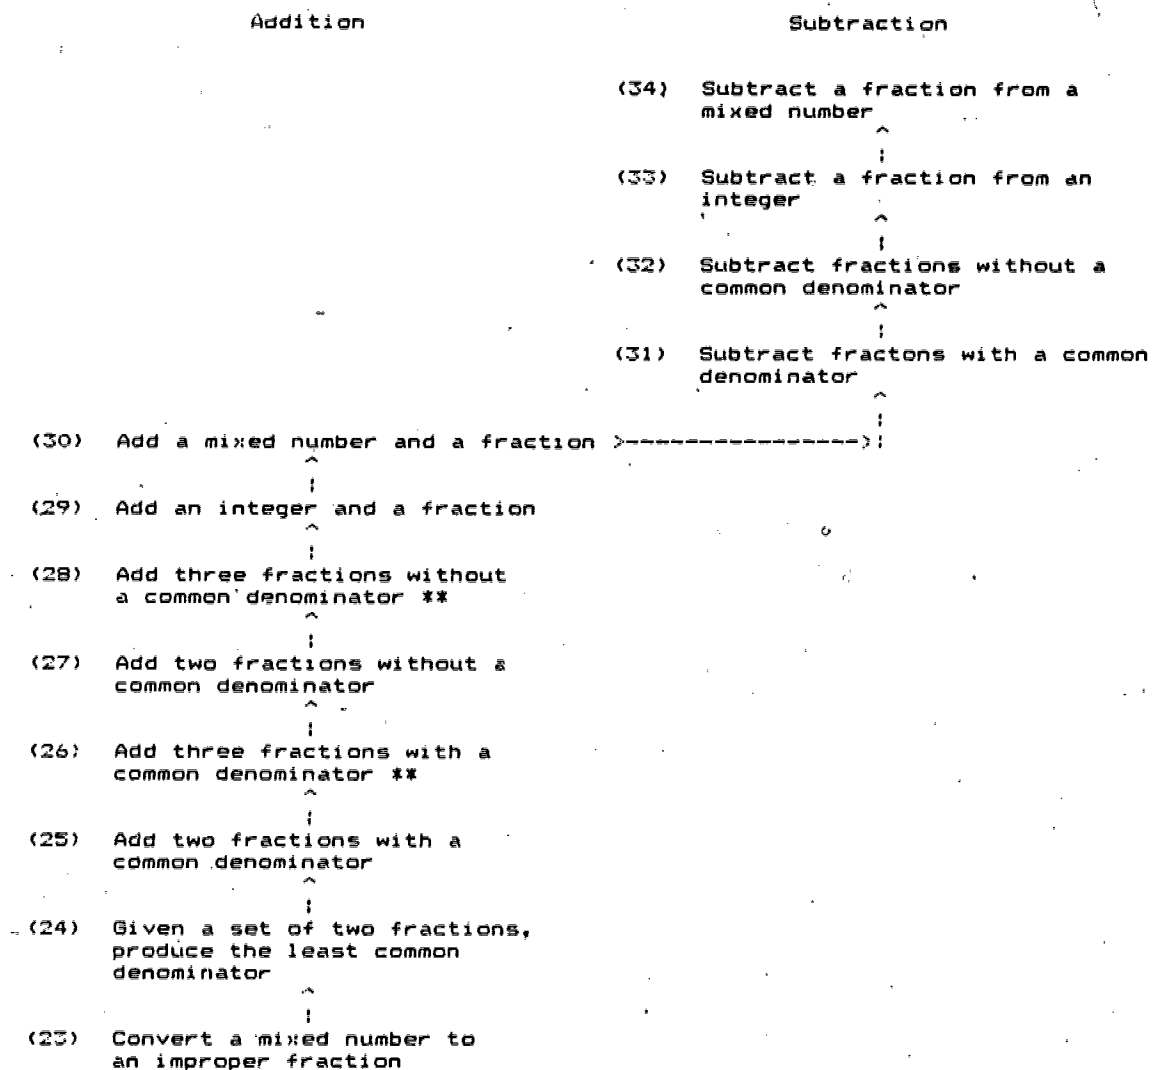 Addition
Subtraction
(34) Subtract a fraction from a
mixed number
(33) Subtract a fraction from an
integer
(32) Subtract fractions without a
common denominator
(31) Subtract fractons with a common
denominator
(30) Add a mixed number and a fraction >----------------->
(29) Add an integer and a fraction
(28) Add three fractions without
a common denominator **
(27) Add two fractions without a
common denominator
(26) Add three fractions with a
common denominator **
(25) Add two fractions with a
common denominator
(24) Given a set of two fractions,
produce the least common
denominator
(23) Convert a mixed number to
an improper fraction